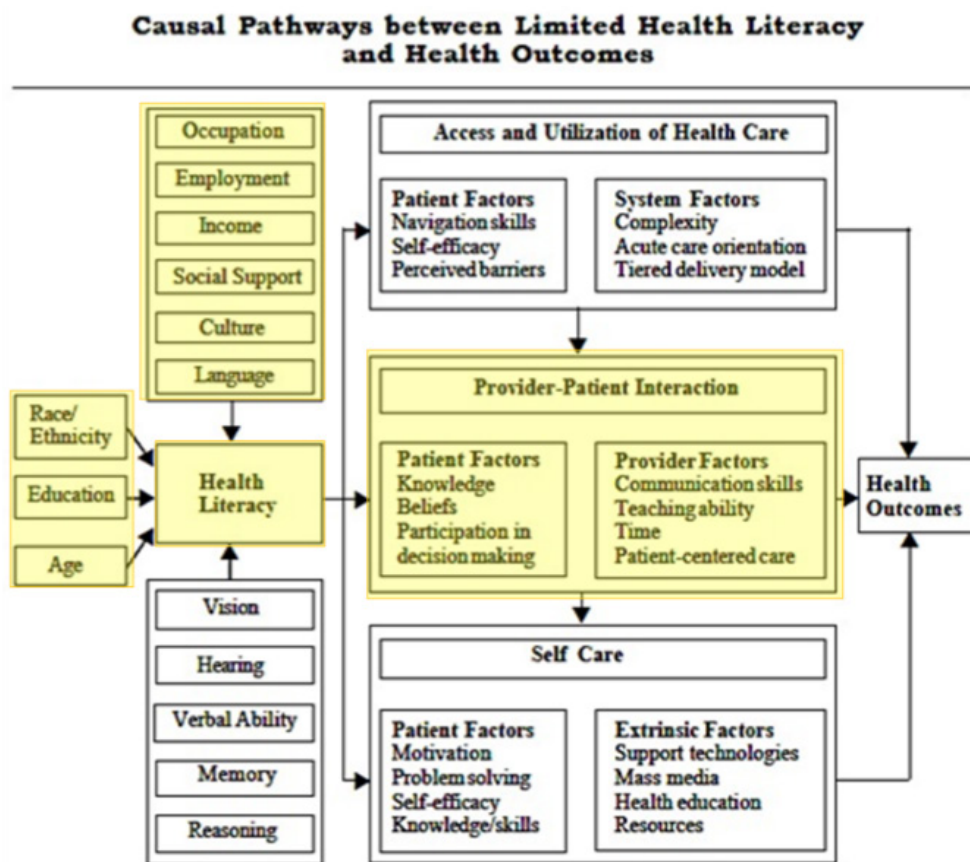 Causal Pathways between Limited Health Literacy
and Health Outcomes
Occupation
Employment
Income
Social Support
Culture
Language
Race/
Ethnicity
Education
Age
Health
Literacy
Vision
Hearing
Verbal Ability
Memory
Reasoning
Access and Utilization of Health Care
Patient Factors
Navigation skills
Self-efficacy
Perceived barriers
System Factors
Complexity
Acute care orientation
Tiered delivery model
Provider-Patient Interaction
Patient Factors
Knowledge
Beliefs
Participation in
decision making
Provider Factors
Communication skills
Teaching ability
Time
Patient-centered care
Self Care
Patient Factors
Motivation
Problem solving
Self-efficacy
Knowledge/skills
Extrinsic Factors
Support technologies
Mass media
Health education
Resources
Health
Outcomes